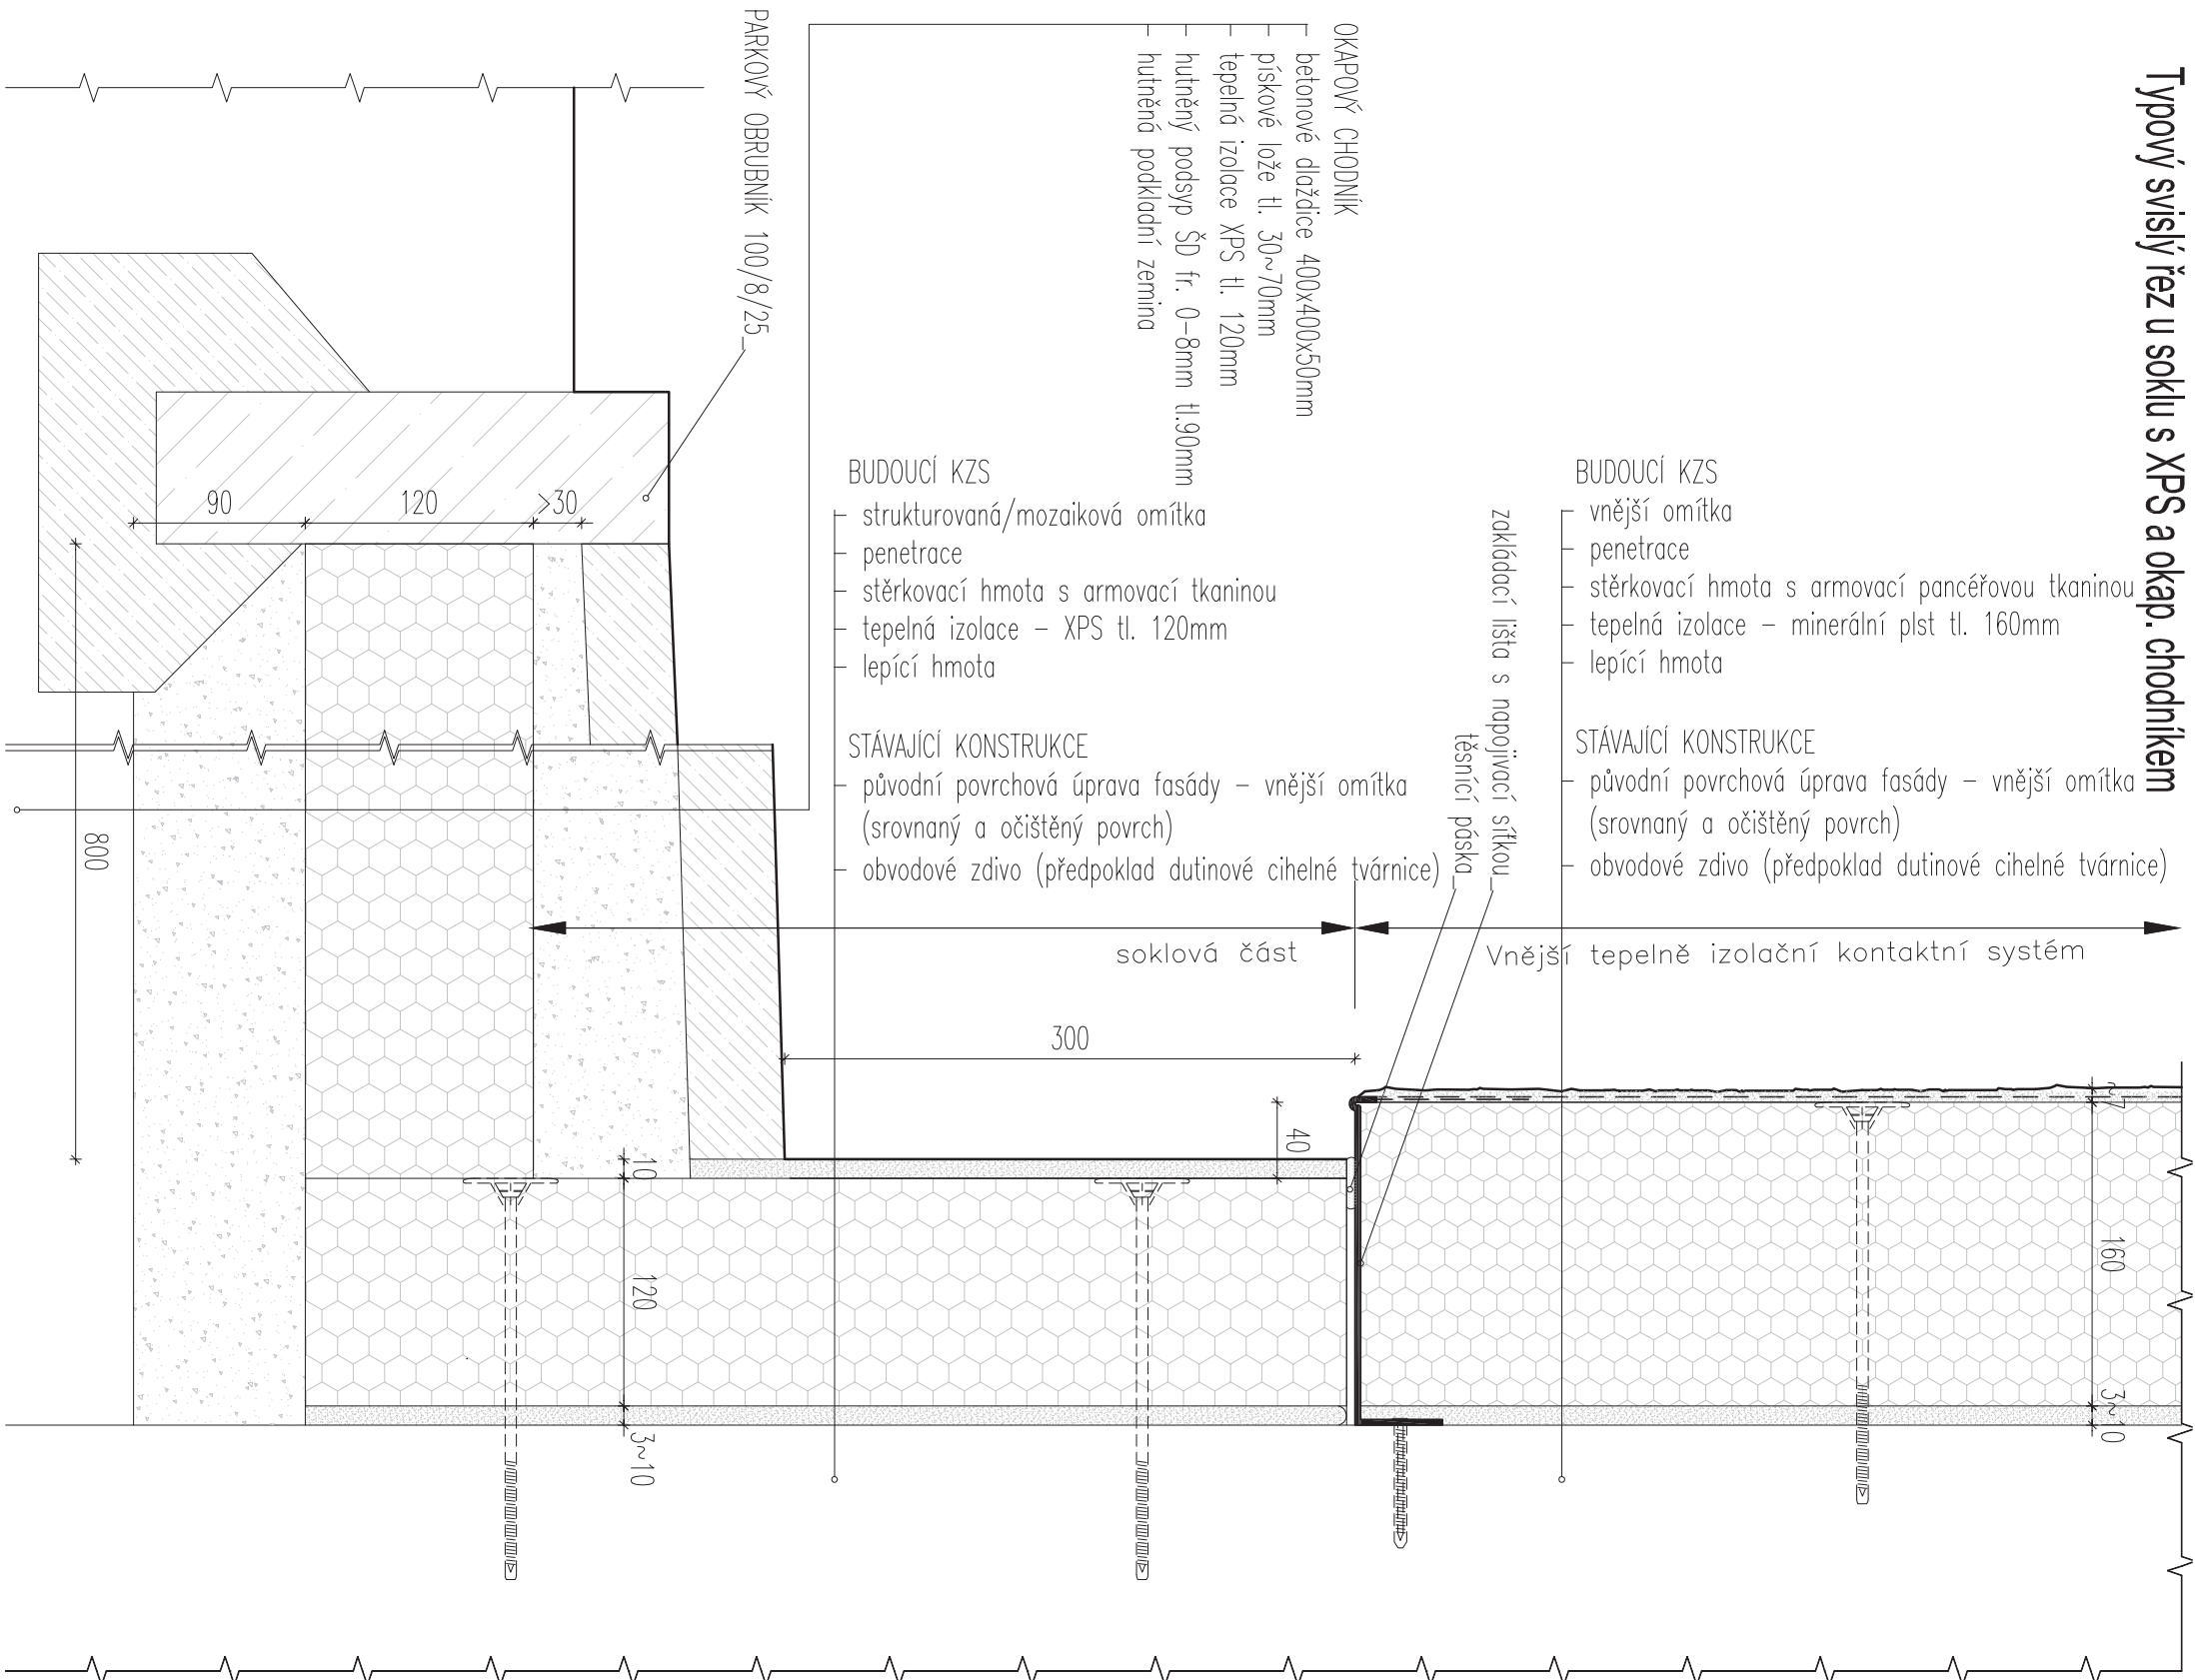 Typový svislý řez u soklu s XPS a okap. chodníkem
OKAPOVÝ CHODNÍK
betonové dlaždice 400x400x50mm
pískové lože tl. 30~70mm
tepelná izolace XPS tl. 120mm
hutněný podsyp ŠD fr. 0-8mm tl.90mm
hutněná podkladní zemina
PARKOVÝ OBRUBNÍK 100/8/25
BUDOUCÍ KZS
strukturovaná/mozaiková omítka
penetrace
stěrkovací hmota s armovací tkaninou
tepelná izolace – XPS tl. 120mm
lepící hmota
STÁVAJÍCÍ KONSTRUKCE
původní povrchová úprava fasády – vnější omítka
(srovnaný a očištěný povrch)
obvodové zdivo (předpoklad dutinové cihelné tvárnice)
BUDOUCÍ KZS
vnější omítka
penetrace
stěrkovací hmota s armovací pancéřovou tkaninou
tepelná izolace – minerální plst tl. 160mm
lepící hmota
STÁVAJÍCÍ KONSTRUKCE
původní povrchová úprava fasády – vnější omítka
(srovnaný a očištěný povrch)
obvodové zdivo (předpoklad dutinové cihelné tvárnice)
zakládací lišta s napojivací síťkou
těsnící páska
soklová část
Vnější tepelně izolační kontaktní systém
90
120
>30
800
300
40
10
120
3~10
160
3~10